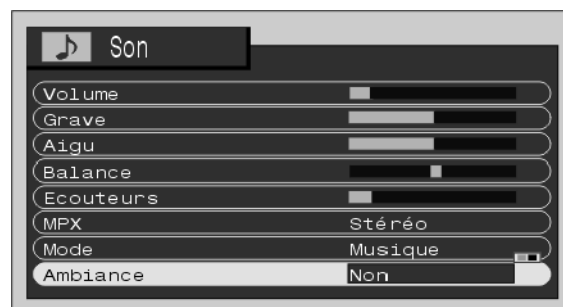 Son
Volume
Grave
Aigu
Balance
Ecouteurs
MPX Stéréo
Mode Musique
Ambiance Non